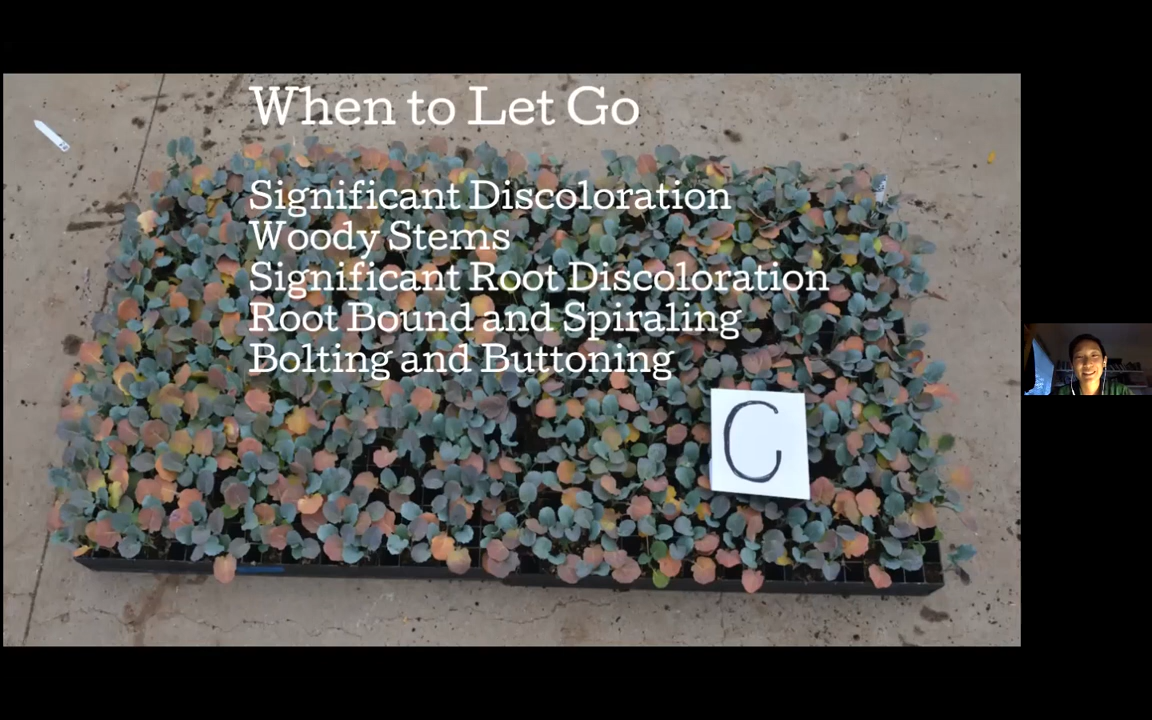 When to Let Go
Significant Discoloration
Woody Stems
Significant Root Discoloration
Root Bound and Spiraling
Bolting and Buttoning
C